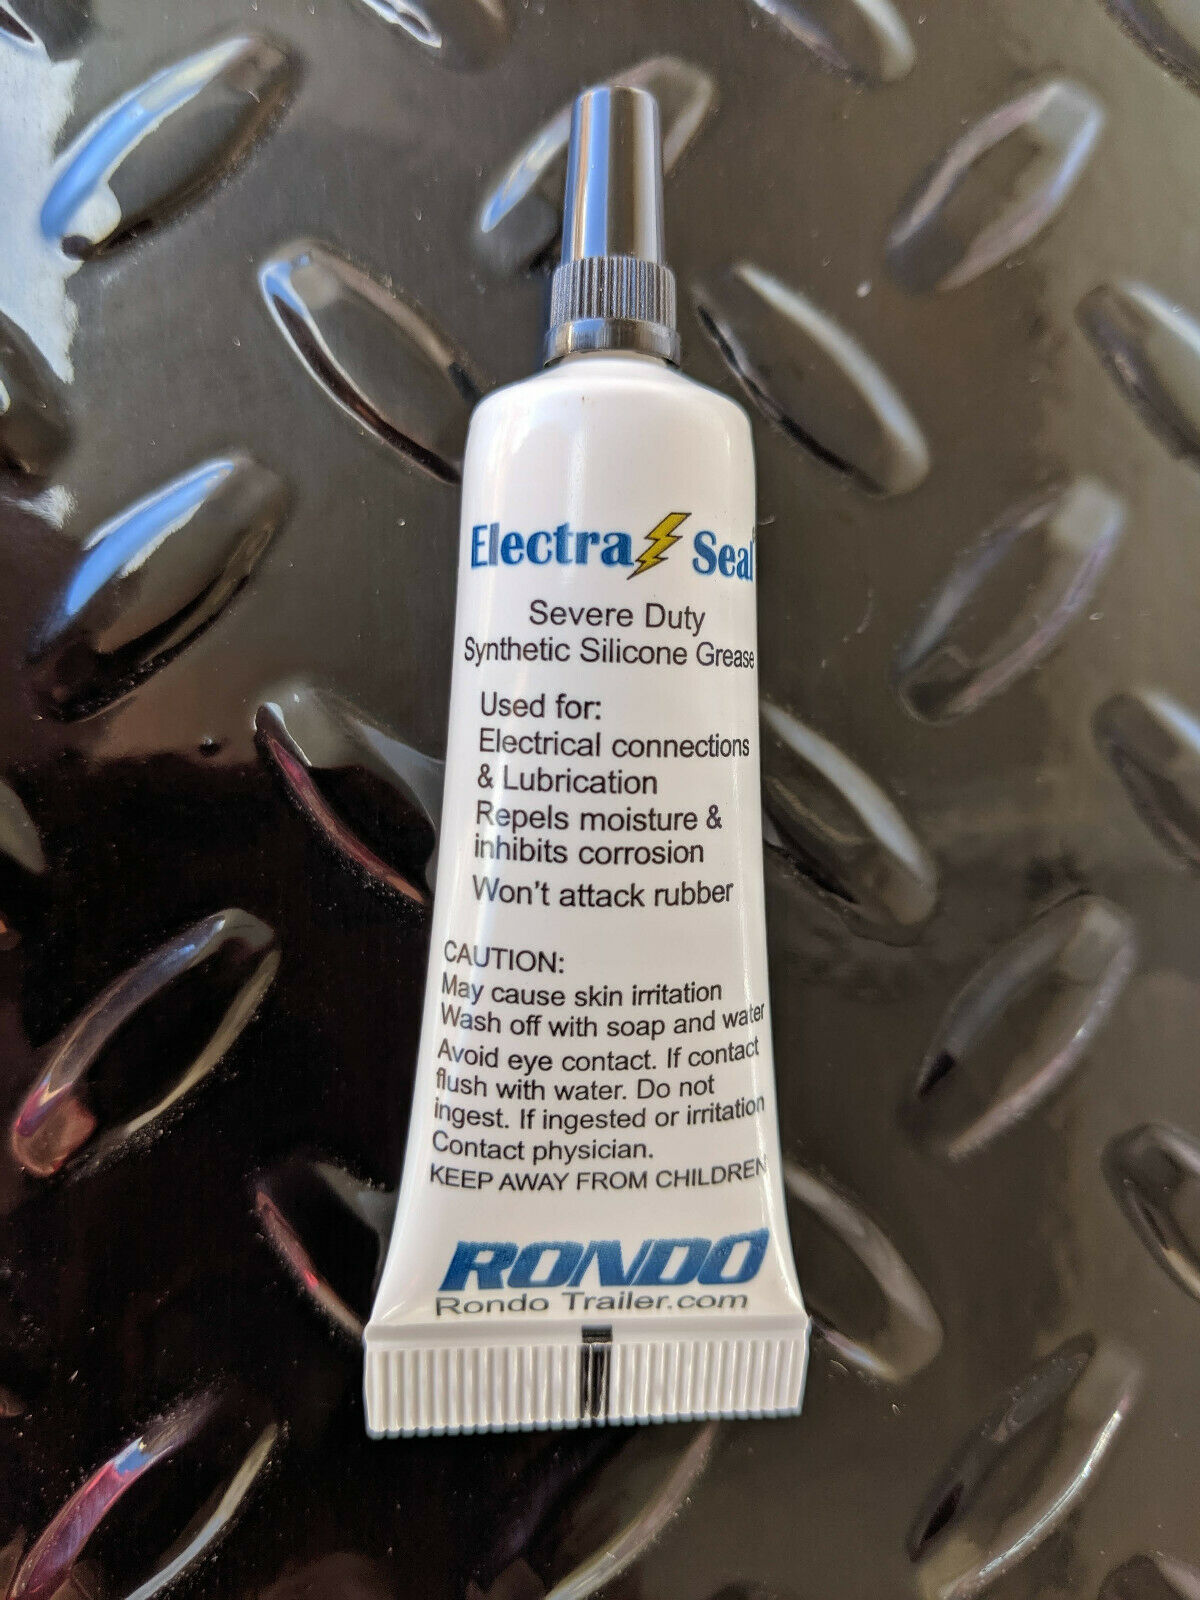 Electra Seal
Severe Duty
Synthetic Silicone Grease
Used for:
Electrical connections
& Lubrication
Repels moisture &
inhibits corrosion
Won't attack rubber
CAUTION:
May cause skin irritation
Wash off with soap and water
Avoid eye contact. If contact
flush with water. Do not
ingest. If ingested or irritation
Contact physician.
KEEP AWAY FROM CHILDREN
RONDO
Rondo Trailer.com